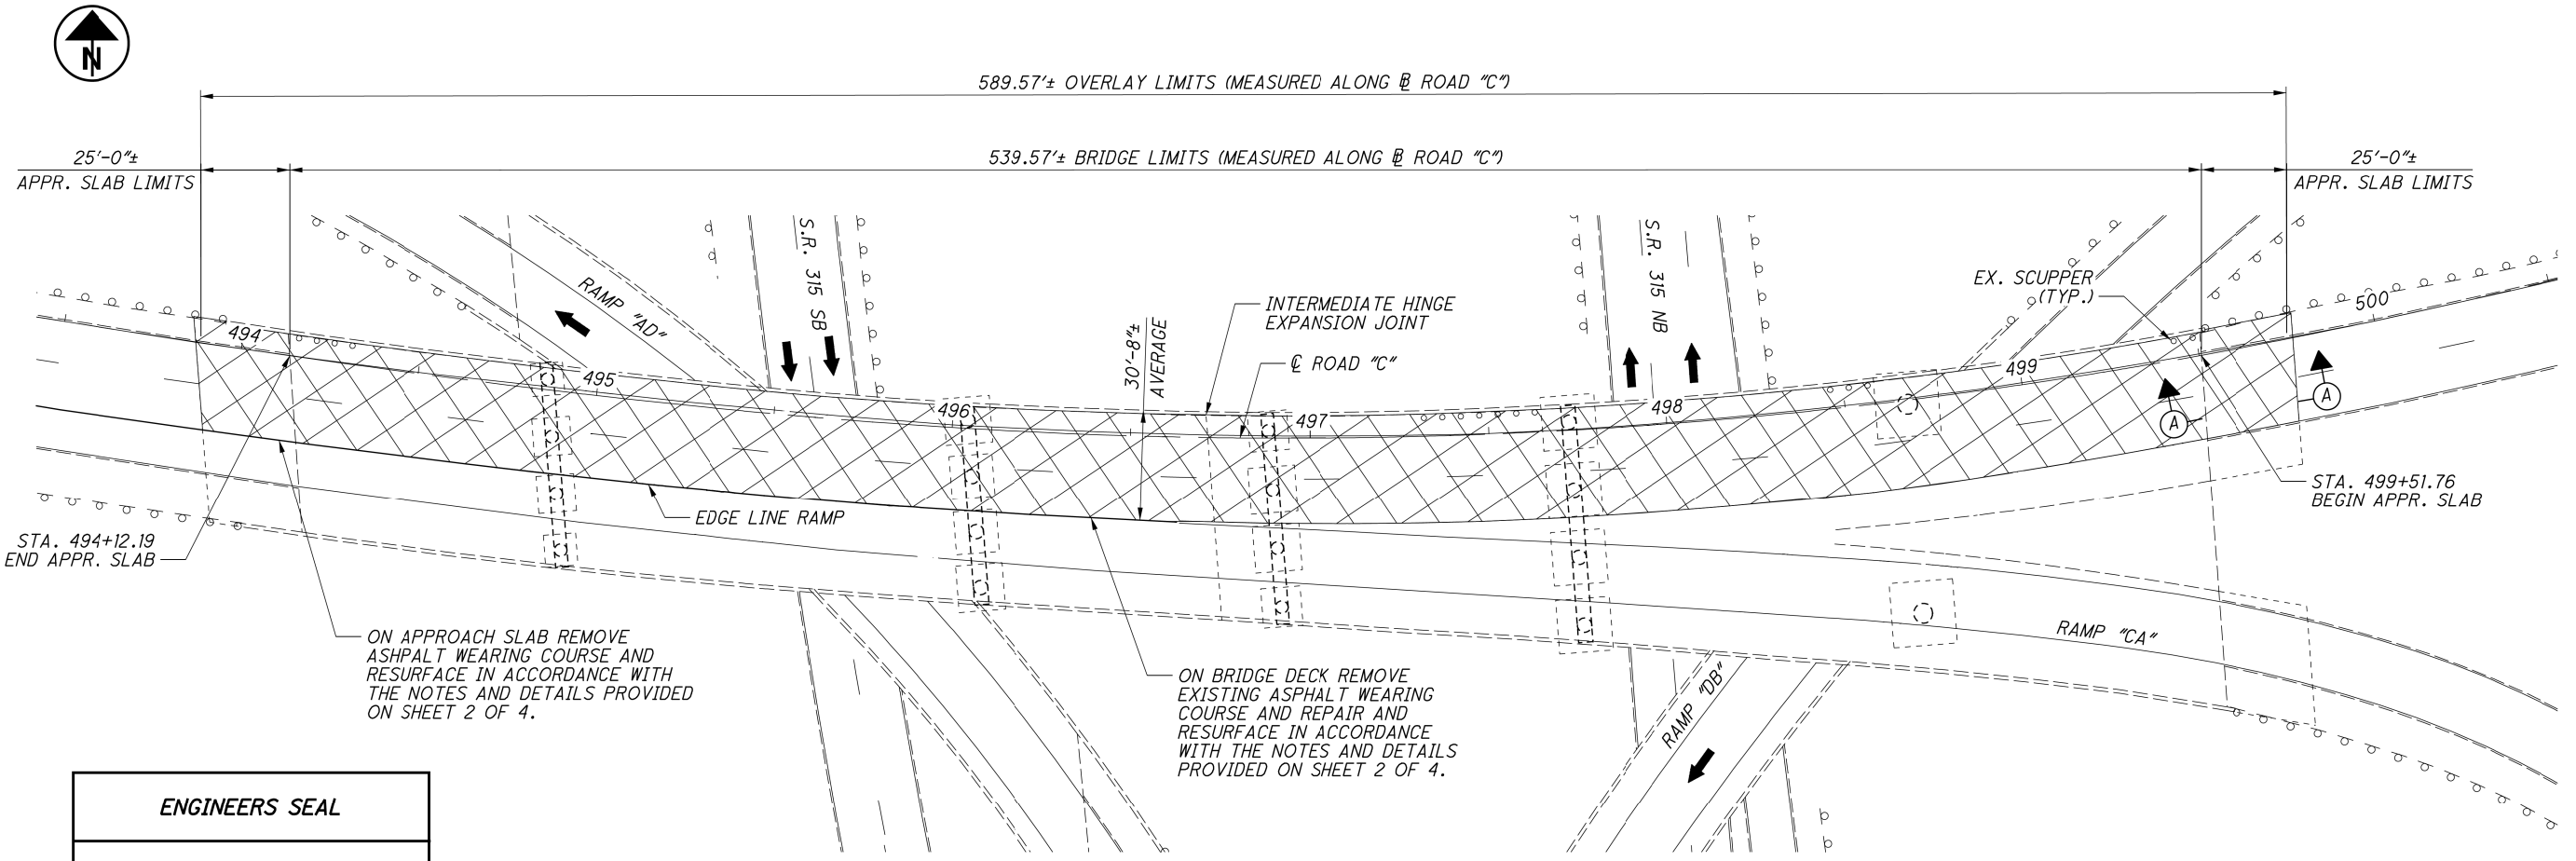 N
589.57'± OVERLAY LIMITS (MEASURED ALONG ⅊ ROAD "C")
25'-0"±
APPR. SLAB LIMITS
539.57'± BRIDGE LIMITS (MEASURED ALONG ⅊ ROAD "C")
25'-0"±
APPR. SLAB LIMITS
RAMP "AD"
S.R. 315 SB
S.R. 315 NB
INTERMEDIATE HINGE
EXPANSION JOINT
℄ ROAD "C"
30'-8"±
AVERAGE
EX. SCUPPER
(TYP.)
494
495
496
497
498
499
500
A
A
STA. 499+51.76
BEGIN APPR. SLAB
EDGE LINE RAMP
STA. 494+12.19
END APPR. SLAB
ON APPROACH SLAB REMOVE
ASHPALT WEARING COURSE AND
RESURFACE IN ACCORDANCE WITH
THE NOTES AND DETAILS PROVIDED
ON SHEET 2 OF 4.
ON BRIDGE DECK REMOVE
EXISTING ASPHALT WEARING
COURSE AND REPAIR AND
RESURFACE IN ACCORDANCE
WITH THE NOTES AND DETAILS
PROVIDED ON SHEET 2 OF 4.
RAMP "CA"
RAMP "DB"
ENGINEERS SEAL